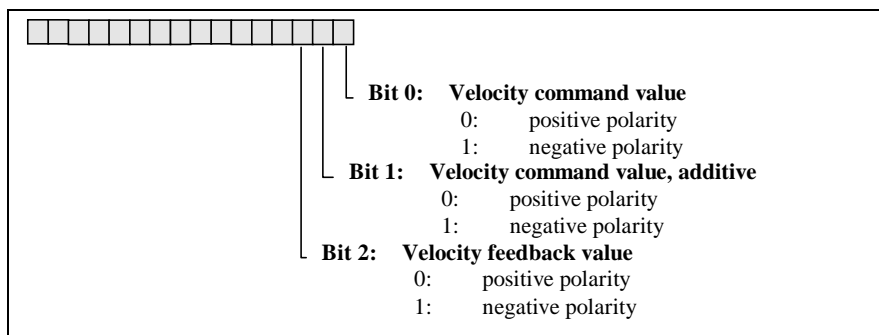 Bit 0: Velocity command value
0: positive polarity
1: negative polarity
Bit 1: Velocity command value, additive
0: positive polarity
1: negative polarity
Bit 2: Velocity feedback value
0: positive polarity
1: negative polarity